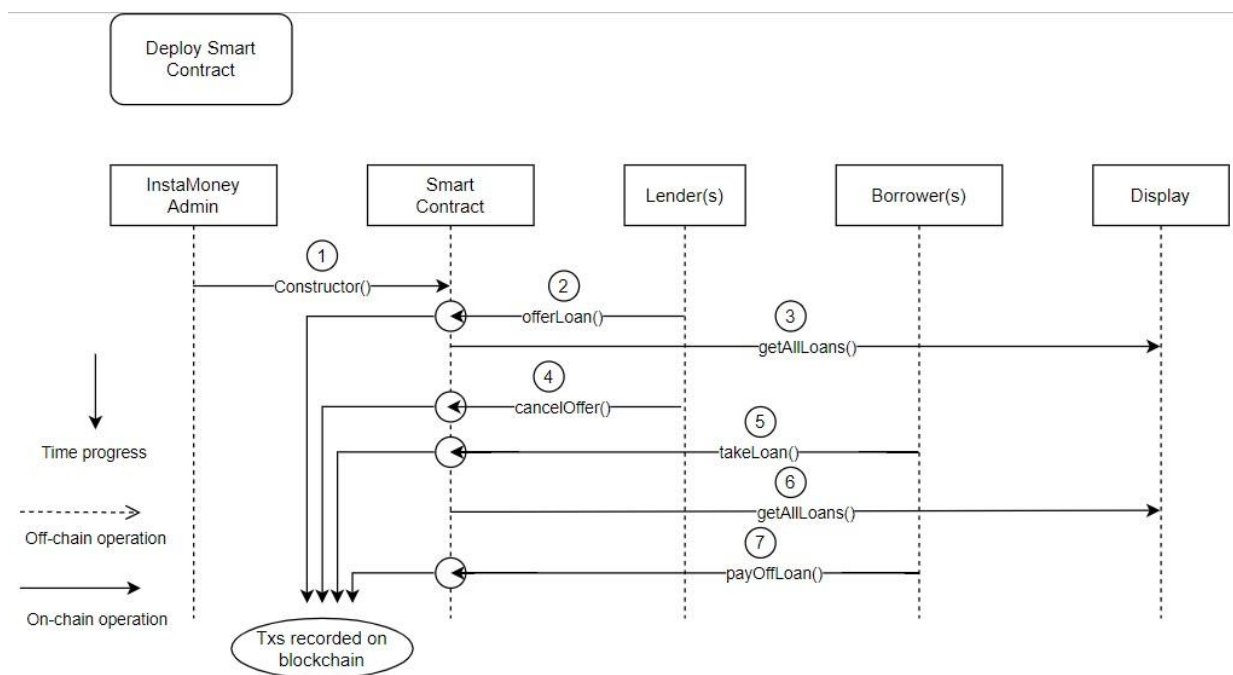 Deploy Smart
Contract
InstaMoney
Admin
Smart
Contract
Lender(s)
Borrower(s)
Display
1
Constructor()
2
offerLoan()
3
getAllLoans()
4
cancelOffer()
5
takeLoan()
Time progress
6
getAllLoans()
Off-chain operation
7
payOffLoan()
On-chain operation
Txs recorded on
blockchain